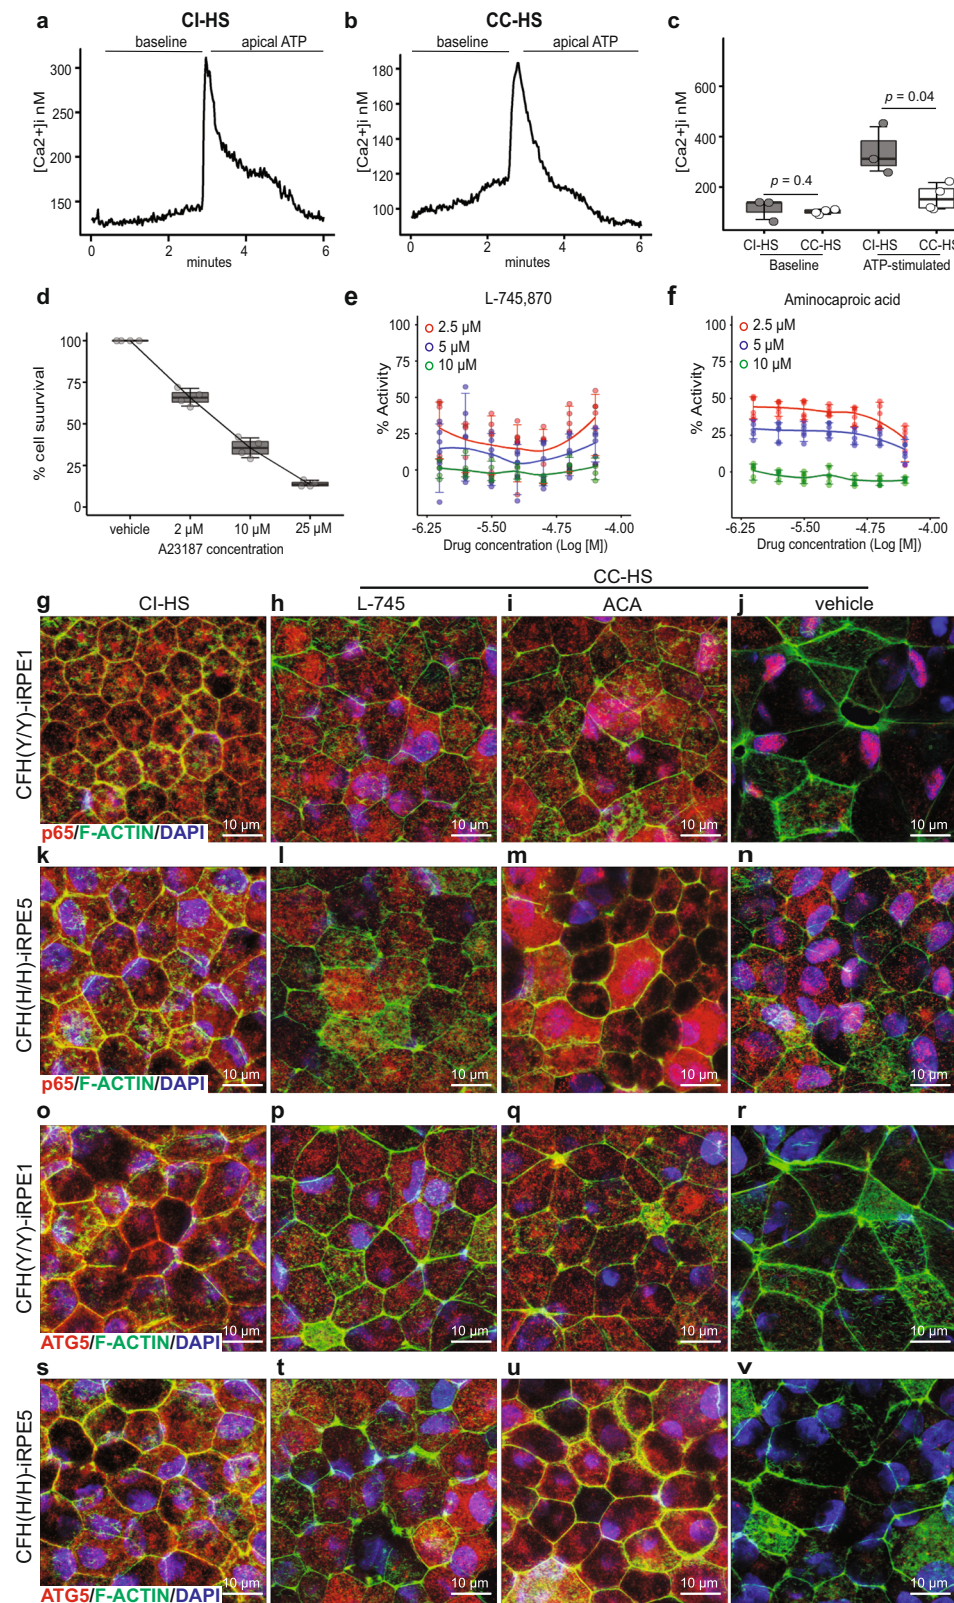 a CI-HS
baseline apical ATP
[Ca2+]i nM
300
250
200
150
0 2 4 6
minutes
b CC-HS
baseline apical ATP
[Ca2+]i nM
180
160
140
120
100
0 2 4 6
minutes
c
[Ca2+]i nM
600
400
200
p = 0.4
p = 0.04
CI-HS CC-HS CI-HS CC-HS
Baseline ATP-stimulated
d
% cell suurvival
100
75
50
25
0
vehicle 2 µM 10 µM 25 µM
A23187 concentration
e L-745,870
% Activity
100
75
50
25
0
2.5 µM
5 µM
10 µM
-6.25 -5.50 -4.75 -4.00
Drug concentration (Log [M])
f Aminocaproic acid
% Activity
100
75
50
25
0
2.5 µM
5 µM
10 µM
-6.25 -5.50 -4.75 -4.00
Drug concentration (Log [M])
CC-HS
g CI-HS h L-745 i ACA j vehicle
CFH(Y/Y)-iRPE1
p65/F-ACTIN/DAPI
10 µm 10 µm 10 µm 10 µm
k l m n
CFH(H/H)-iRPE5
p65/F-ACTIN/DAPI
10 µm 10 µm 10 µm 10 µm
o p q r
CFH(Y/Y)-iRPE1
ATG5/F-ACTIN/DAPI
10 µm 10 µm 10 µm 10 µm
s t u v
CFH(H/H)-iRPE5
ATG5/F-ACTIN/DAPI
10 µm 10 µm 10 µm 10 µm